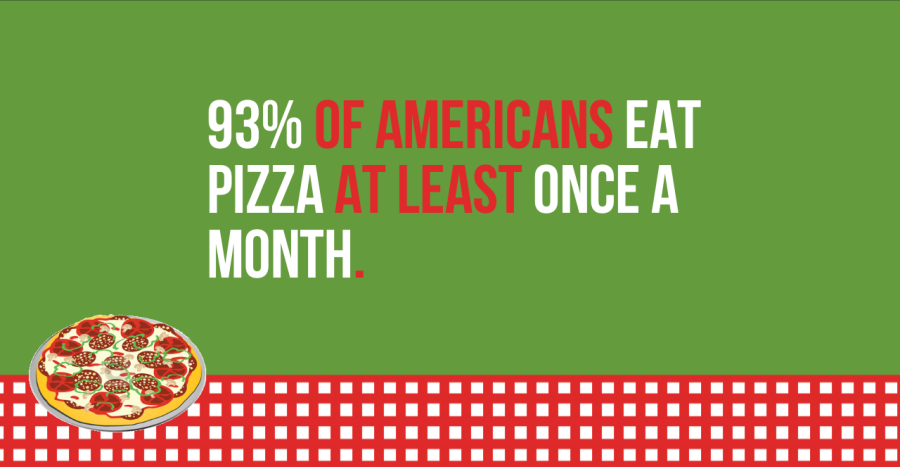 93% OF AMERICANS EAT
PIZZA AT LEAST ONCE A
MONTH.